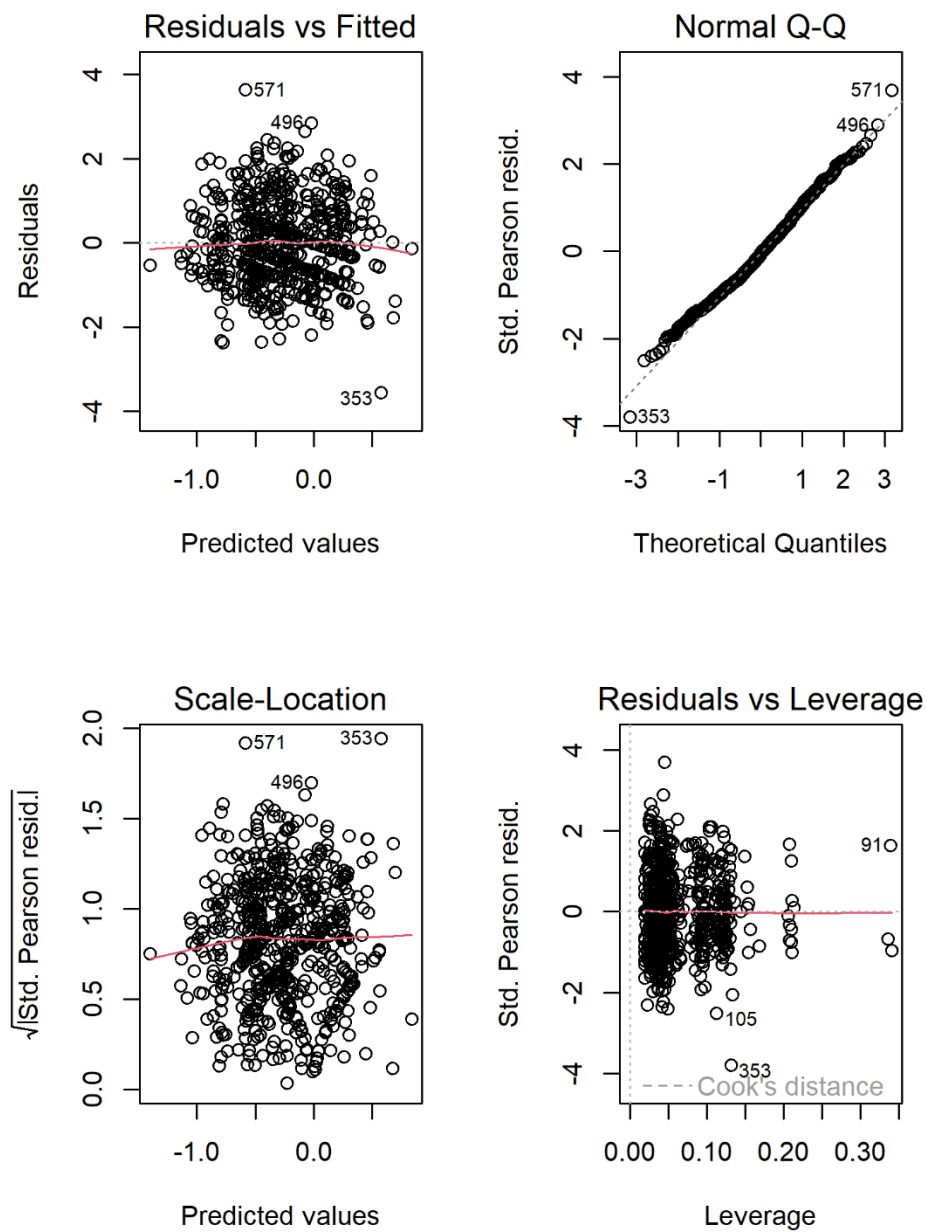 Residuals vs Fitted
Residuals
4
2
0
-2
-4
571
496
353
-1.0 0.0
Predicted values
Normal Q-Q
Std. Pearson resid.
4
2
0
-2
-4
571
496
353
-3 -1 1 2 3
Theoretical Quantiles
Scale-Location
√|Std. Pearson resid.|
2.0
1.5
1.0
0.5
0.0
571
353
496
-1.0 0.0
Predicted values
Residuals vs Leverage
Std. Pearson resid.
4
2
0
-2
-4
91
105
353
Cook's distance
0.00 0.10 0.20 0.30
Leverage